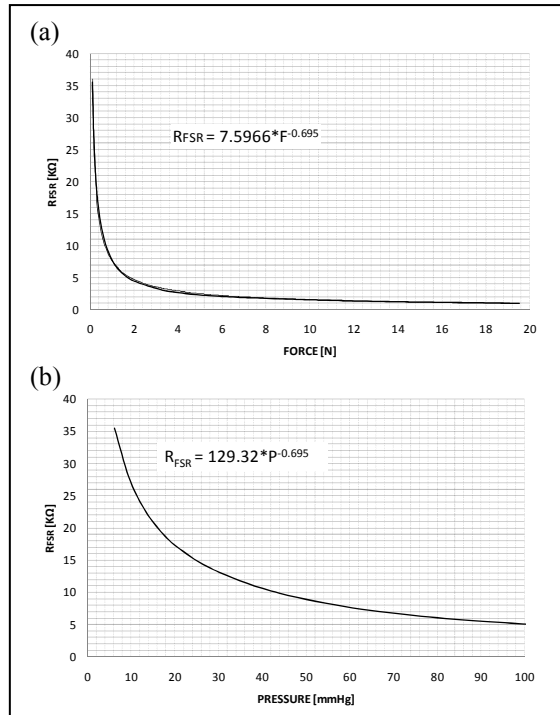 (a)
40
35
30
25
20
15
10
5
0
RFSR [KΩ]
RFSR = 7.5966*F-0.695
0 2 4 6 8 10 12 14 16 18 20
FORCE [N]
(b)
40
35
30
25
20
15
10
5
0
RFSR [KΩ]
RFSR = 129.32*P-0.695
0 10 20 30 40 50 60 70 80 90 100
PRESSURE [mmHg]